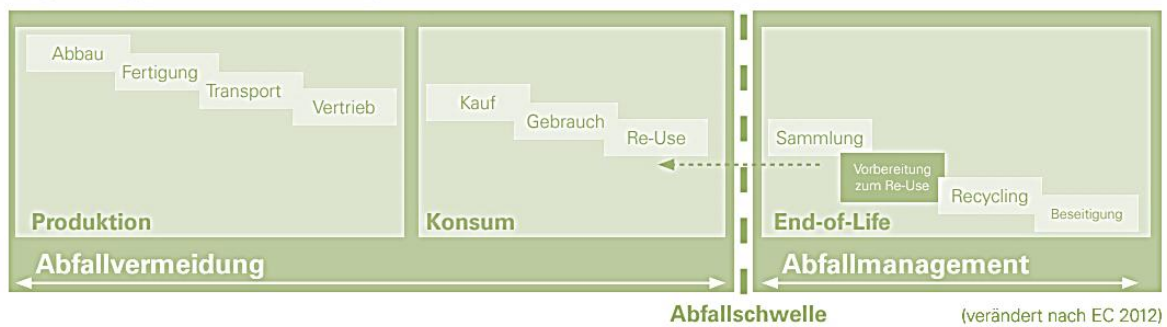 Abbau
Fertigung
Transport
Vertrieb
Produktion
Kauf
Gebrauch
Re-Use
Konsum
Abfallvermeidung
Sammlung
Vorbereitung
zum Re-Use
Recycling
Beseitigung
End-of-Life
Abfallmanagement
Abfallschwelle
(verändert nach EC 2012)